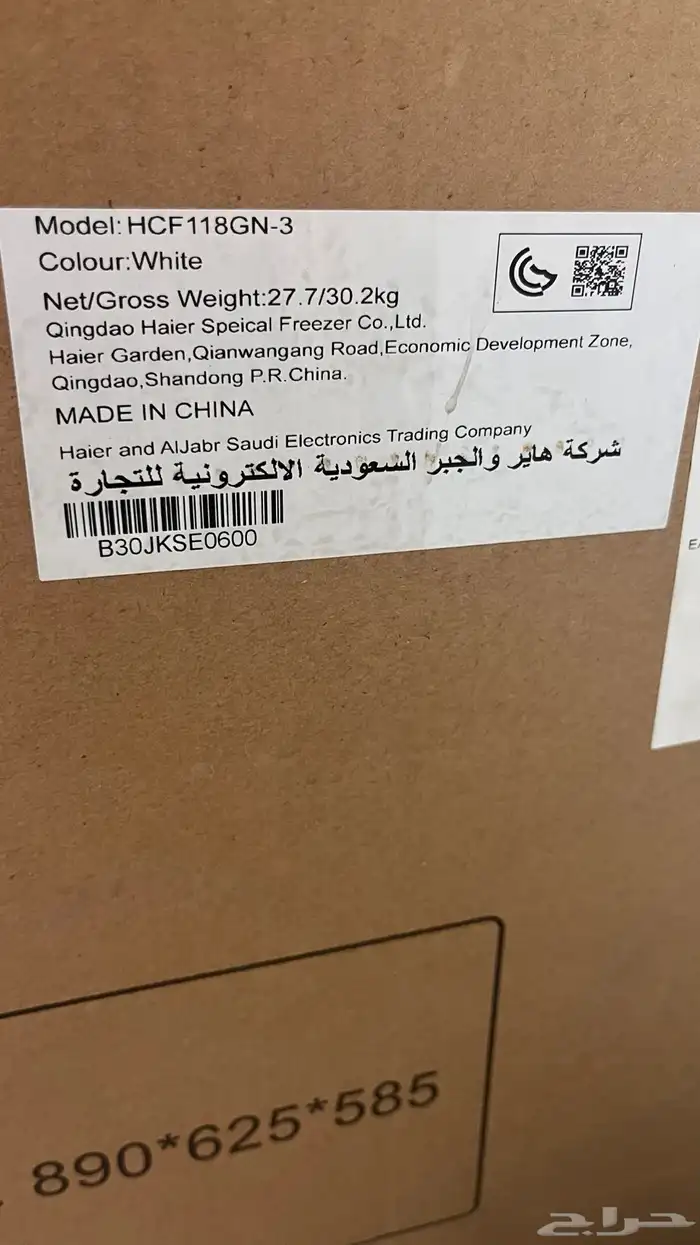 Model: HCF118GN-3
Colour:White
Net/Gross Weight:27.7/30.2kg
Qingdao Haier Speical Freezer Co.,Ltd.
Haier Garden,Qianwangang Road,Economic Development Zone,
Qingdao,Shandong P.R.China.
MADE IN CHINA
Haier and AlJabr Saudi Electronics Trading Company
شركة هاير والجبر السعودية الالكترونية للتجارة
B30JKSE0600
890*625*585
حراج